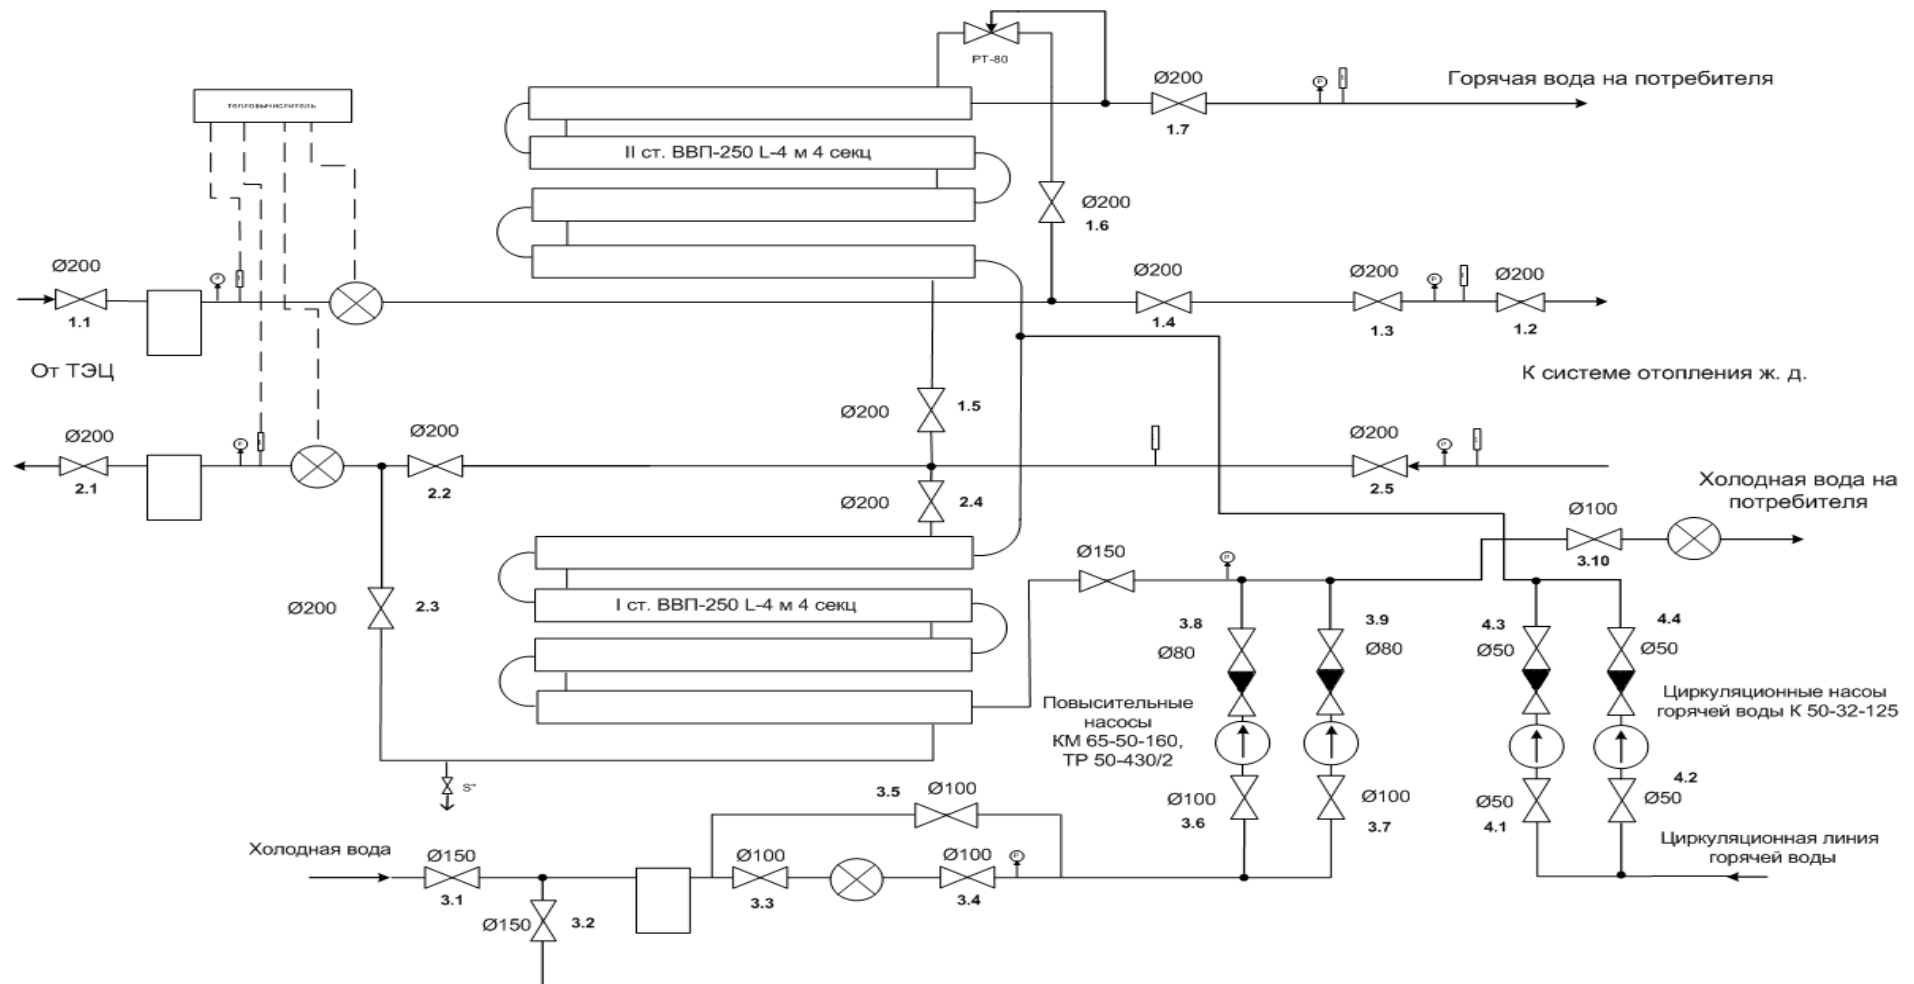 РТ-80
Ø200
Горячая вода на потребителя
1.7
тепловычислитель
II ст. ВВП-250 L-4 м 4 секц
Ø200
1.6
Ø200
1.1
Ø200
1.4
Ø200
1.3
Ø200
1.2
От ТЭЦ
К системе отопления ж. д.
Ø200
1.5
Ø200
2.1
Ø200
2.2
Ø200
2.4
Ø200
2.5
Холодная вода на
потребителя
Ø100
3.10
Ø150
I ст. ВВП-250 L-4 м 4 секц
Ø200
2.3
3.8
Ø80
3.9
Ø80
4.3
Ø50
4.4
Ø50
Повысительные
насосы
КМ 65-50-160,
ТР 50-430/2
Циркуляционные насоы
горячей воды К 50-32-125
Ø100
3.6
Ø100
3.7
Ø50
4.1
4.2
Ø50
Циркуляционная линия
горячей воды
S"
3.5
Ø100
Холодная вода
Ø150
3.1
Ø150
3.2
Ø100
3.3
Ø100
3.4